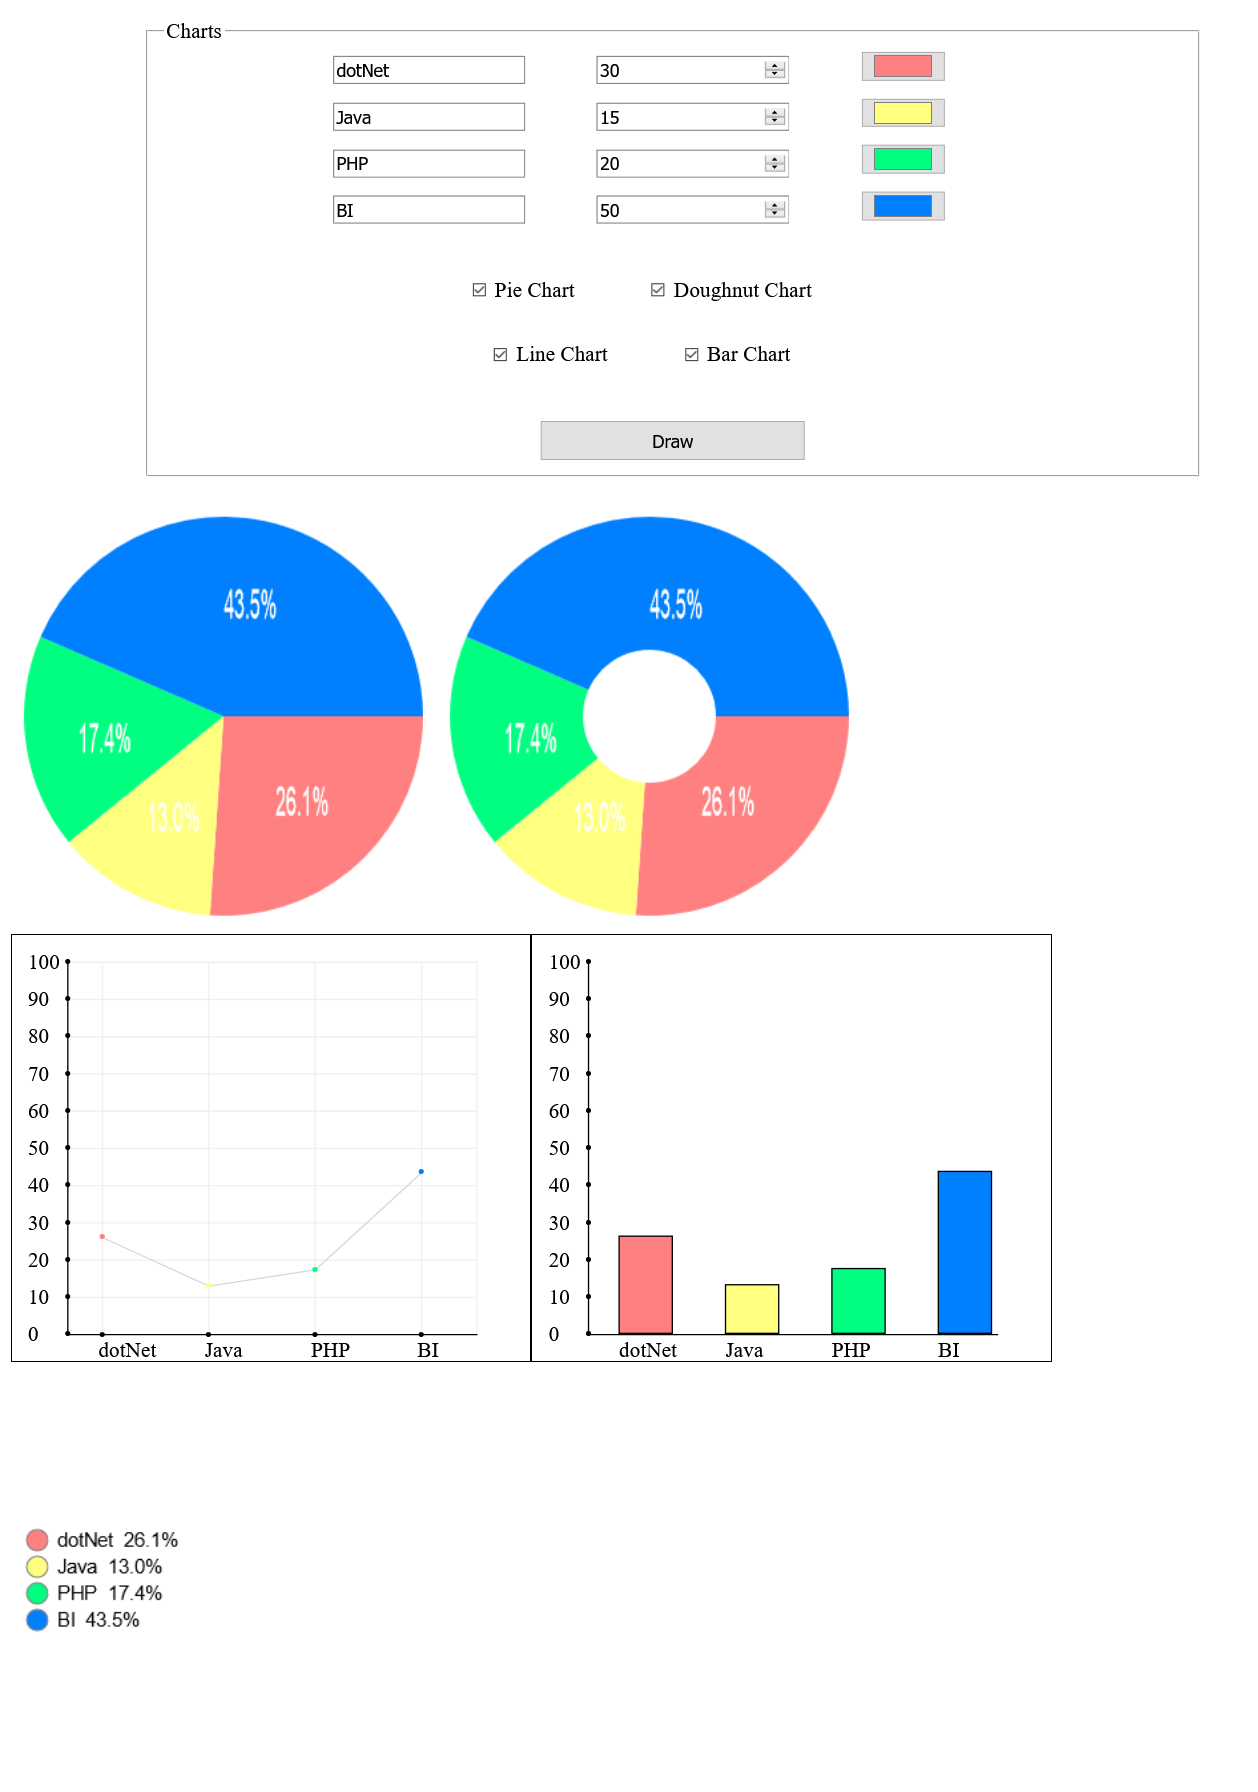 Charts
dotNet 30
Java 15
PHP 20
BI 50
Pie Chart Doughnut Chart
Line Chart Bar Chart
Draw
43.5% 43.5%
17.4% 17.4%
26.1% 26.1%
13.0% 13.0%
100 100
90 90
80 80
70 70
60 60
50 50
40 40
30 30
20 20
10 10
0 0
dotNet Java PHP BI dotNet Java PHP BI
dotNet 26.1%
Java 13.0%
PHP 17.4%
BI 43.5%